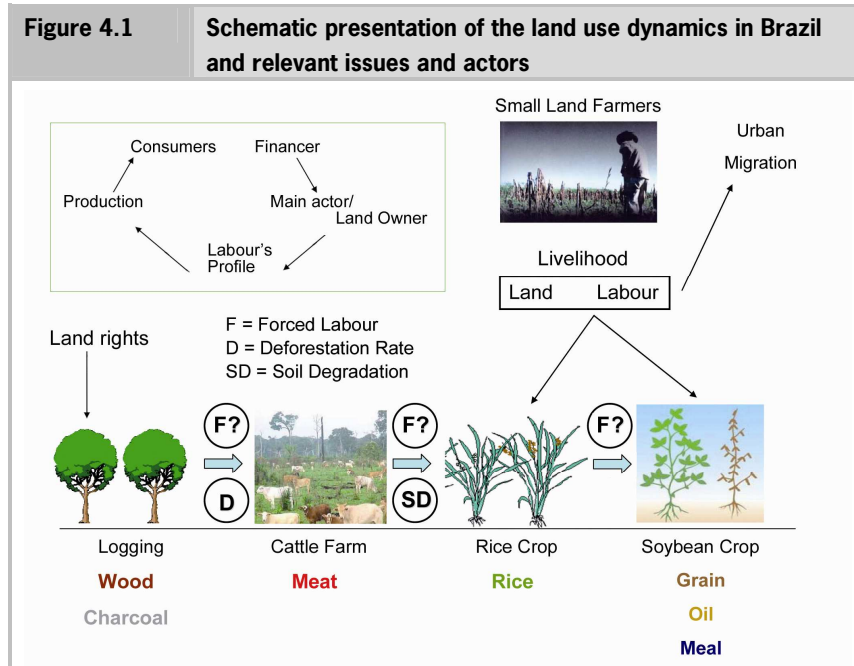 Figure 4.1
Schematic presentation of the land use dynamics in Brazil
and relevant issues and actors
Consumers
Financer
Production
Main actor/
Land Owner
Labour's
Profile
Small Land Farmers
Urban
Migration
Livelihood
Land Labour
Land rights
F = Forced Labour
D = Deforestation Rate
SD = Soil Degradation
F?
F?
F?
D
SD
Logging
Cattle Farm
Rice Crop
Soybean Crop
Wood
Meat
Rice
Grain
Charcoal
Oil
Meal